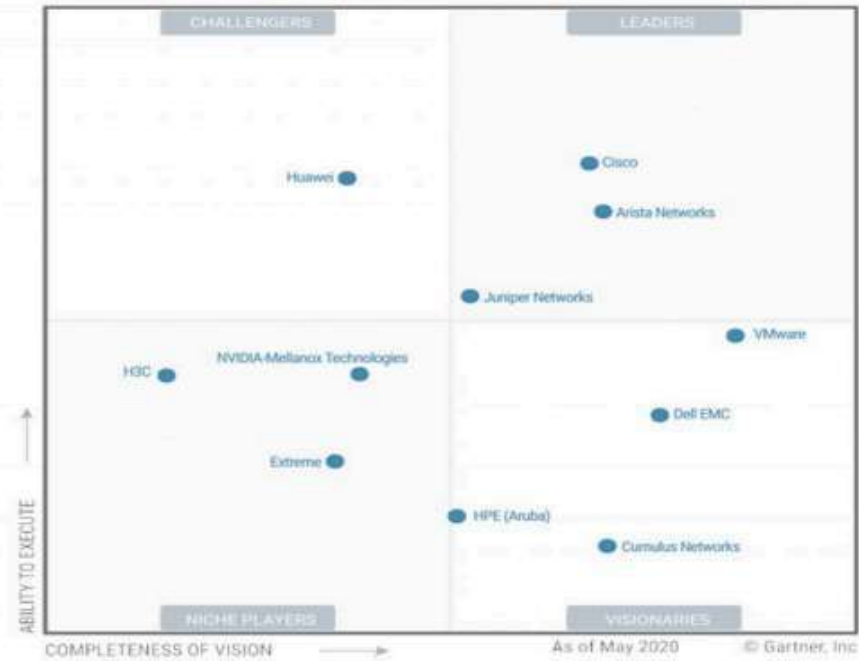 CHALLENGERS
LEADERS
Cisco
Huawei
Arista Networks
Juniper Networks
VMware
NVIDIA-Mellanox Technologies
H3C
Dell EMC
Extreme
HPE (Aruba)
Cumulus Networks
ABILITY TO EXECUTE
NICHE PLAYERS
VISIONARIES
COMPLETENESS OF VISION
As of May 2020
© Gartner, Inc